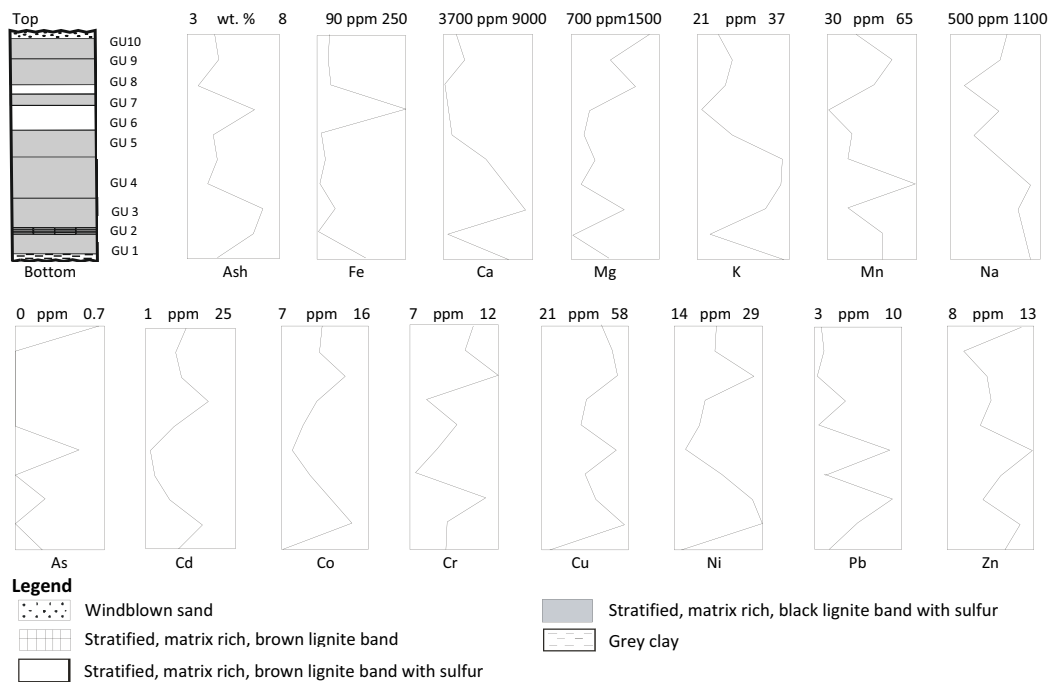 Top 3 wt. % 8 90 ppm 250 3700 ppm 9000 700 ppm1500 21 ppm 37 30 ppm 65 500 ppm 1100
GU10
GU 9
GU 8
GU 7
GU 6
GU 5
GU 4
GU 3
GU 2
GU 1
Bottom Ash Fe Ca Mg K Mn Na
0 ppm 0.7 1 ppm 25 7 ppm 16 7 ppm 12 21 ppm 58 14 ppm 29 3 ppm 10 8 ppm 13
As Cd Co Cr Cu Ni Pb Zn
Legend
Windblown sand
Stratified, matrix rich, brown lignite band
Stratified, matrix rich, brown lignite band with sulfur
Stratified, matrix rich, black lignite band with sulfur
Grey clay